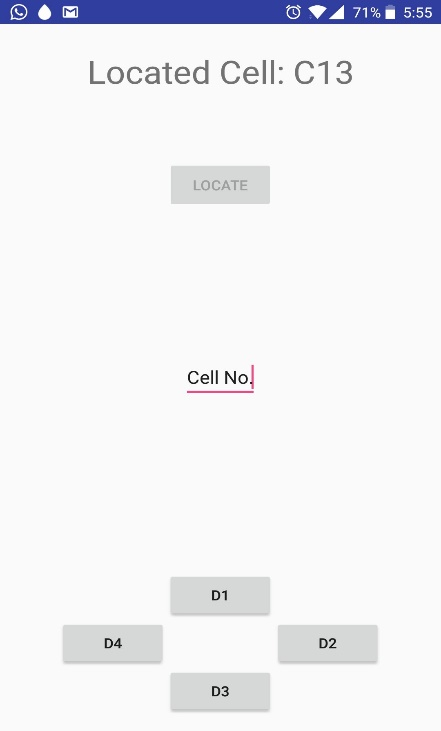 71% 5:55
Located Cell: C13
LOCATE
Cell No.
D1
D4 D2
D3